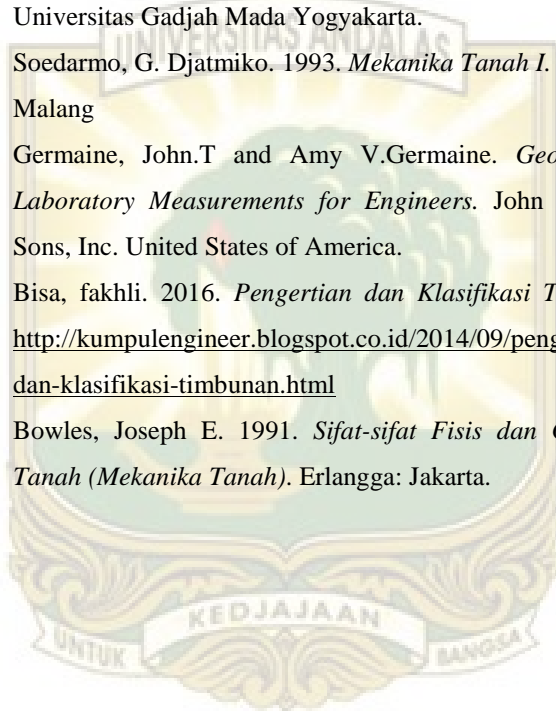 Universitas Gadjah Mada Yogyakarta.
UNIVERSITAS ANDALAS
Soedarmo, G. Djatmiko. 1993. Mekanika Tanah I.
Malang
Germaine, John.T and Amy V.Germaine. Geo
Laboratory Measurements for Engineers. John
Sons, Inc. United States of America.
Bisa, fakhli. 2016. Pengertian dan Klasifikasi T
http://kumpulengineer.blogspot.co.id/2014/09/peng
dan-klasifikasi-timbunan.html
Bowles, Joseph E. 1991. Sifat-sifat Fisis dan
Tanah (Mekanika Tanah). Erlangga: Jakarta.
KEDJAJAAN
UNTUK BANGSA